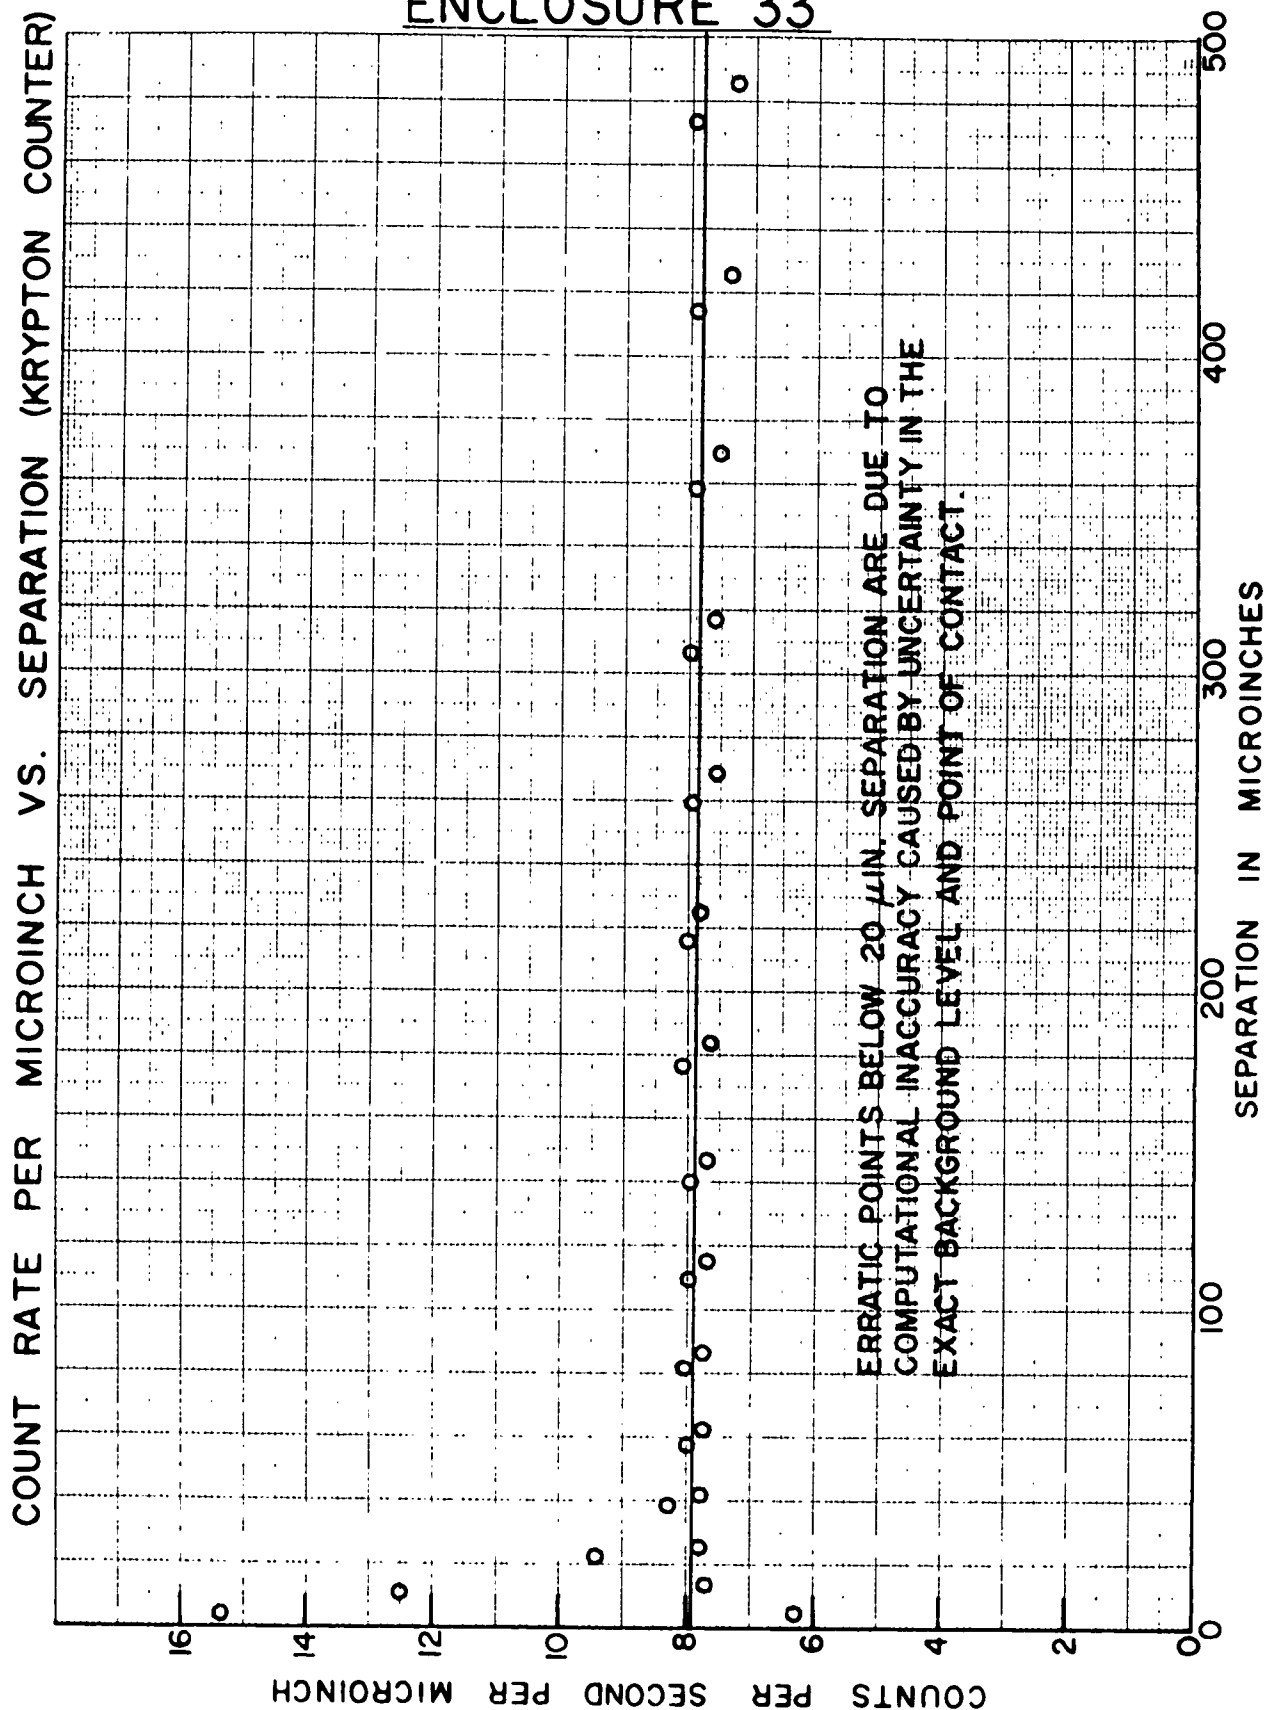 ENCLOSURE 33
COUNT RATE PER MICROINCH VS. SEPARATION (KRYPTON COUNTER)
COUNTS PER SECOND PER MICROINCH
16
14
12
10
8
6
4
2
0
ERRATIC POINTS BELOW 20 μIN. SEPARATION ARE DUE TO
COMPUTATIONAL INACCURACY CAUSED BY UNCERTAINTY IN THE
EXACT BACKGROUND LEVEL AND POINT OF CONTACT.
0 100 200 300 400 500
SEPARATION IN MICROINCHES